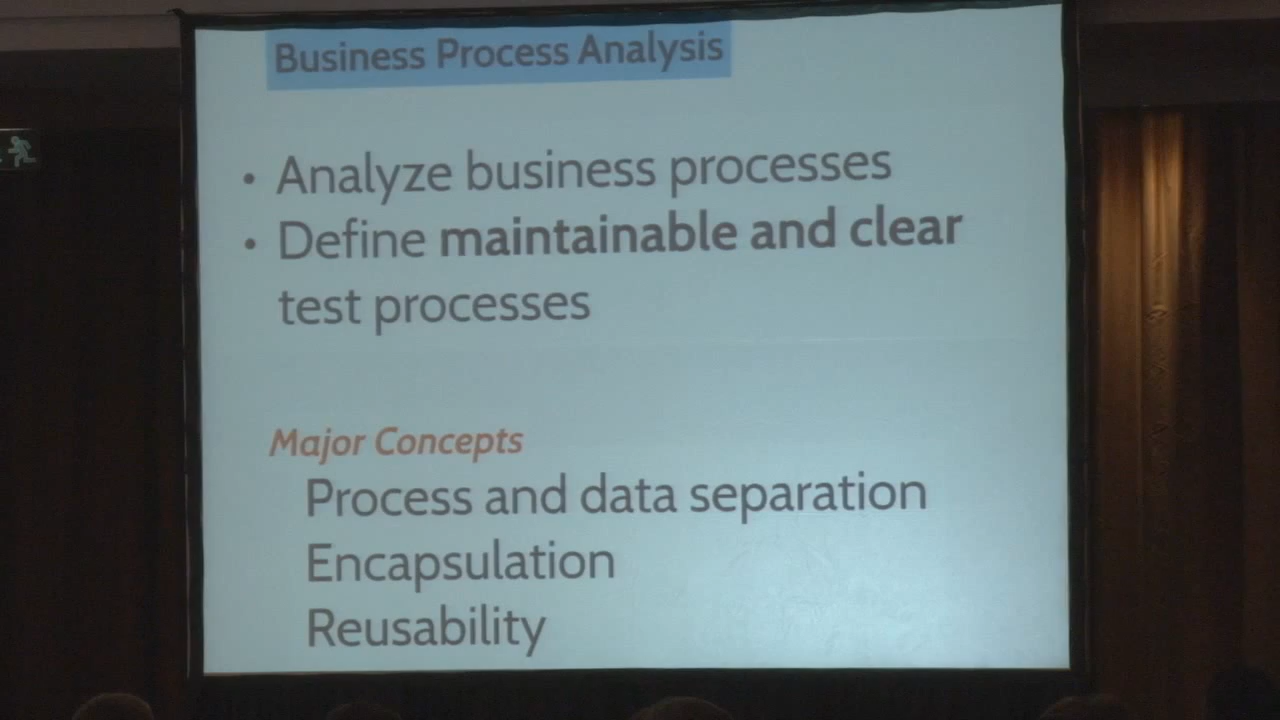 Business Process Analysis
• Analyze business processes
• Define maintainable and clear
test processes
Major Concepts
Process and data separation
Encapsulation
Reusability